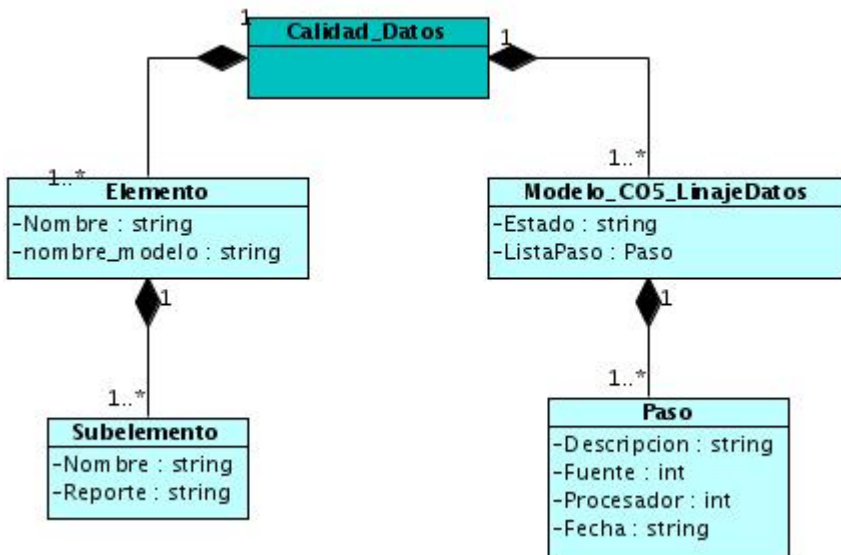 1
Calidad_Datos
1
1..*
1..*
Elemento
-Nombre : string
-nombre_modelo : string
Modelo_CO5_LinajeDatos
-Estado : string
-ListaPaso : Paso
1
1
1..*
1..*
Subelemento
-Nombre : string
-Reporte : string
Paso
-Descripcion : string
-Fuente : int
-Procesador : int
-Fecha : string